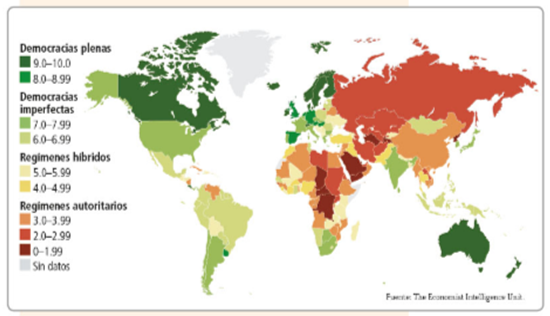 Democracias plenas
9.0–10.0
8.0–8.99
Democracias
imperfectas
7.0–7.99
6.0–6.99
Regímenes híbridos
5.0–5.99
4.0–4.99
Regímenes autoritarios
3.0–3.99
2.0–2.99
0–1.99
Sin datos
Fuente: The Economist Intelligence Unit.